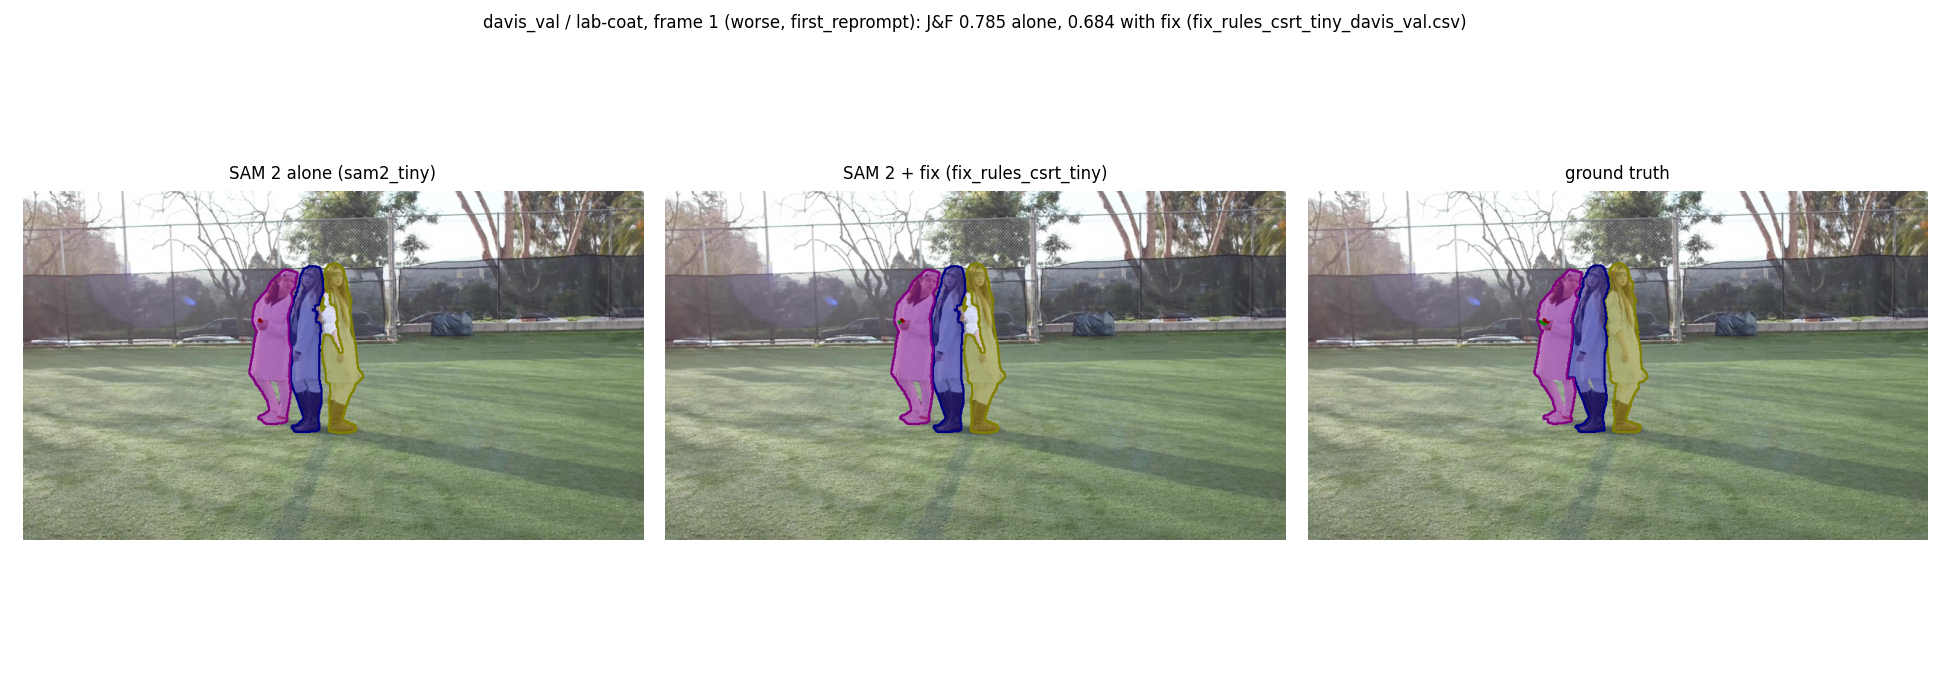 davis_val / lab-coat, frame 1 (worse, first_reprompt): J&F 0.785 alone, 0.684 with fix (fix_rules_csrt_tiny_davis_val.csv)
SAM 2 alone (sam2_tiny)
SAM 2 + fix (fix_rules_csrt_tiny)
ground truth